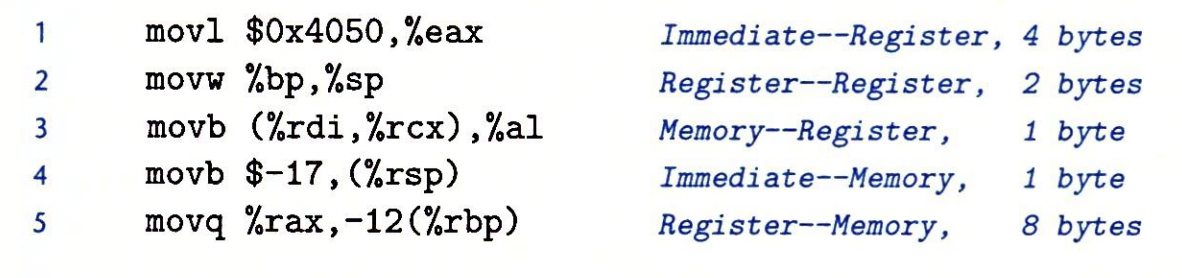 1 movl $0x4050,%eax Immediate--Register, 4 bytes
2 movw %bp,%sp Register--Register, 2 bytes
3 movb (%rdi,%rcx),%al Memory--Register, 1 byte
4 movb $-17,(%rsp) Immediate--Memory, 1 byte
5 movq %rax,-12(%rbp) Register--Memory, 8 bytes